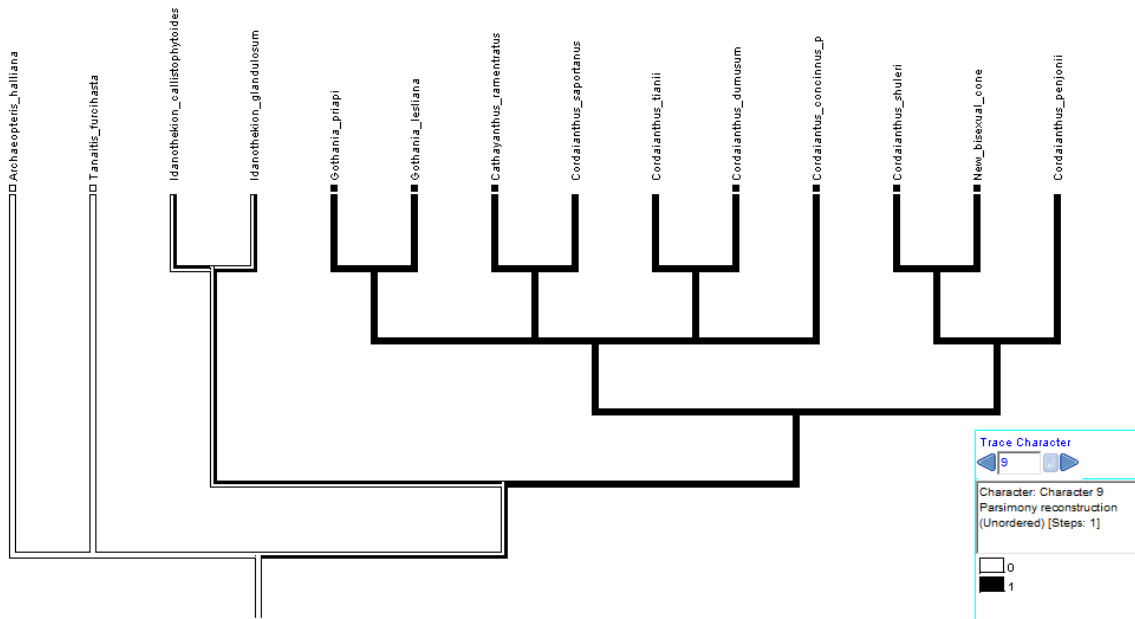 Archaeopteris_halliana
Tanaitis_furcihasta
Idanothekion_callistophytoides
Idanothekion_glandulosum
Gothania_priapi
Gothania_lesliana
Cathayanthus_ramentratus
Cordaianthus_saportanus
Cordaianthus_tianii
Cordaianthus_dumusum
Cordaiantus_concinnus_p
Cordaianthus_shuleri
New_bisexual_cone
Cordaianthus_penjonii
Trace Character
9
Character: Character 9
Parsimony reconstruction
(Unordered) [Steps: 1]
0
1